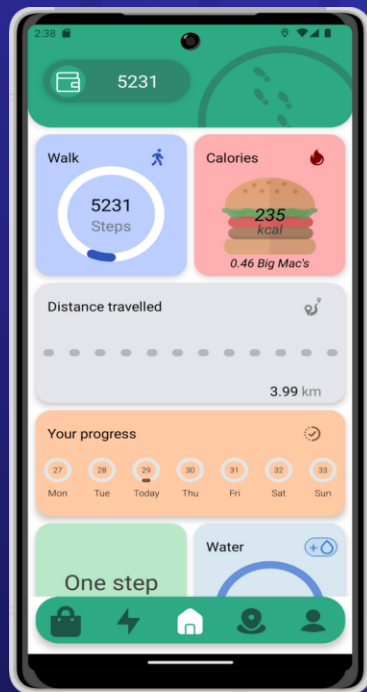 2:38
5231
Walk
Calories
5231
Steps
235
kcal
0.46 Big Mac's
Distance travelled
3.99 km
Your progress
27 28 29 30 31 32 33
Mon Tue Today Thu Fri Sat Sun
One step
Water
+